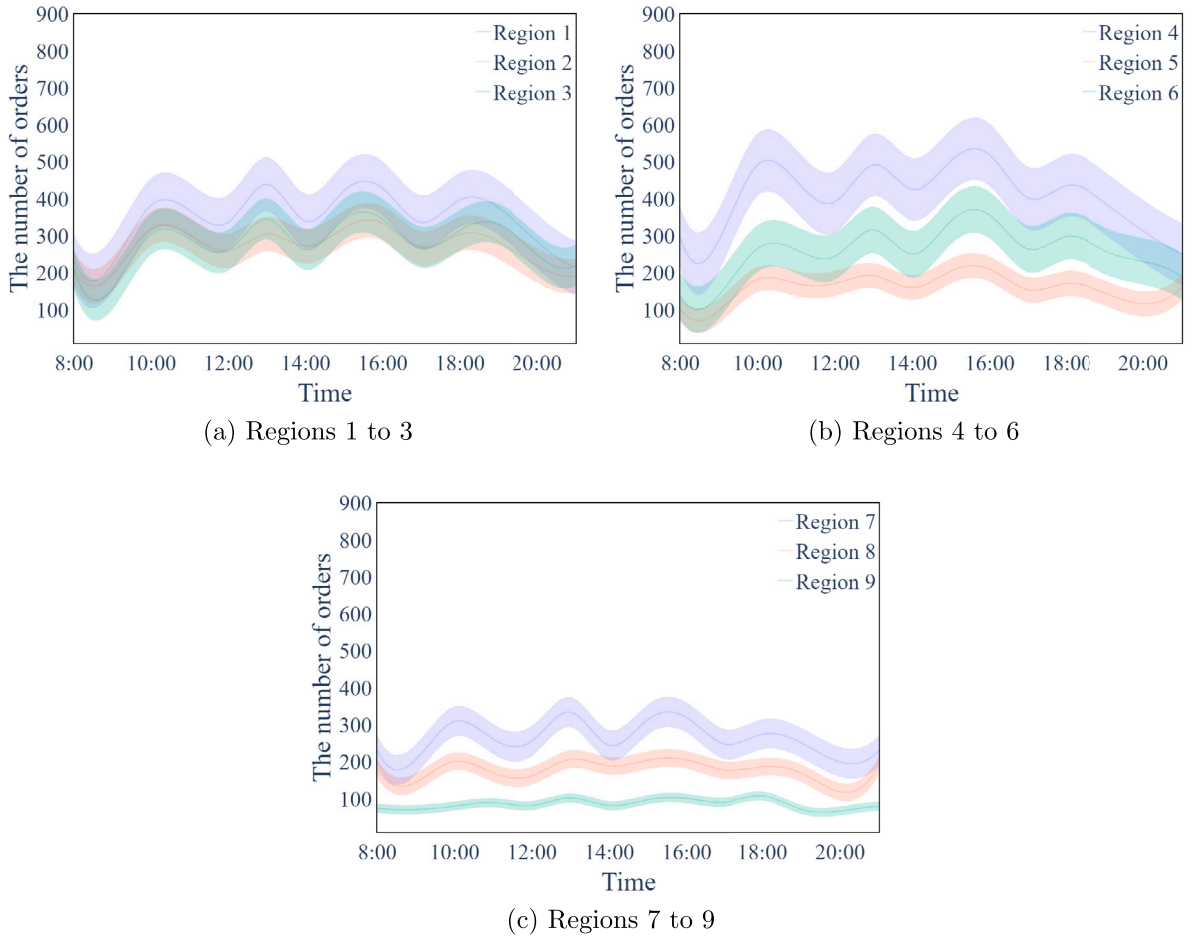 The number of orders
900
800
700
600
500
400
300
200
100
Region 1
Region 2
Region 3
8:00 10:00 12:00 14:00 16:00 18:00 20:00
Time
(a) Regions 1 to 3
The number of orders
900
800
700
600
500
400
300
200
100
Region 4
Region 5
Region 6
8:00 10:00 12:00 14:00 16:00 18:00 20:00
Time
(b) Regions 4 to 6
The number of orders
900
800
700
600
500
400
300
200
100
Region 7
Region 8
Region 9
8:00 10:00 12:00 14:00 16:00 18:00 20:00
Time
(c) Regions 7 to 9